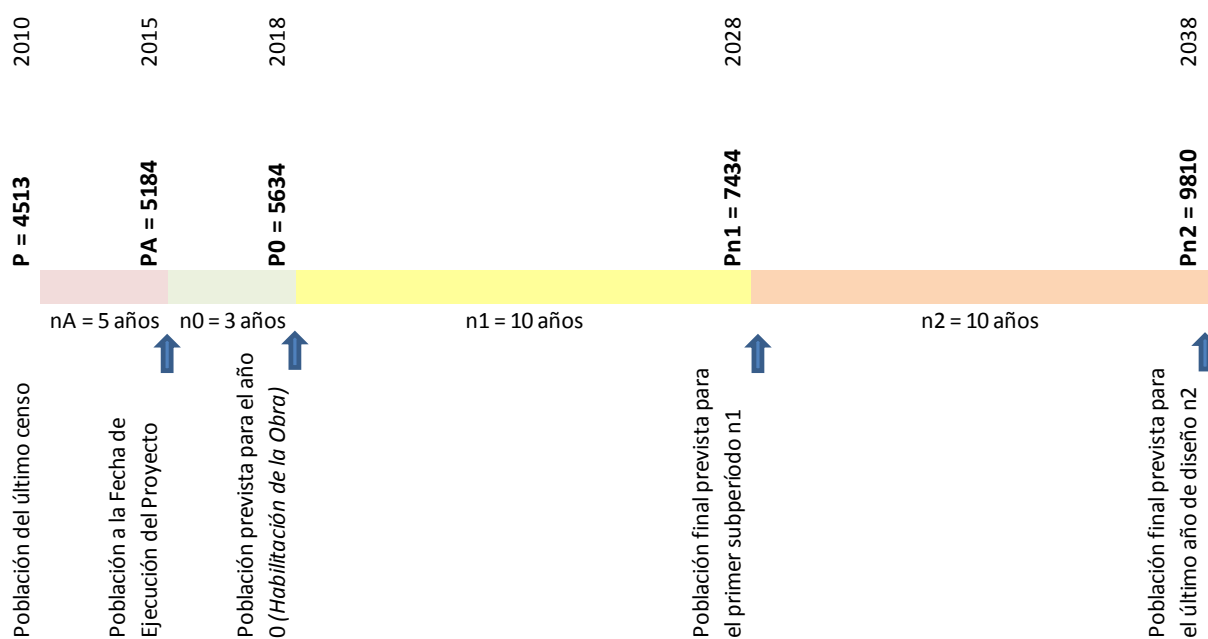 2010
2015
2018
2028
2038
P = 4513
PA = 5184
P0 = 5634
Pn1 = 7434
Pn2 = 9810
nA = 5 años
n0 = 3 años
n1 = 10 años
n2 = 10 años
Población del último censo
Población a la Fecha de
Ejecución del Proyecto
Población prevista para el año
0 (Habilitación de la Obra)
Población final prevista para
el primer subperíodo n1
Población final prevista para
el último año de diseño n2